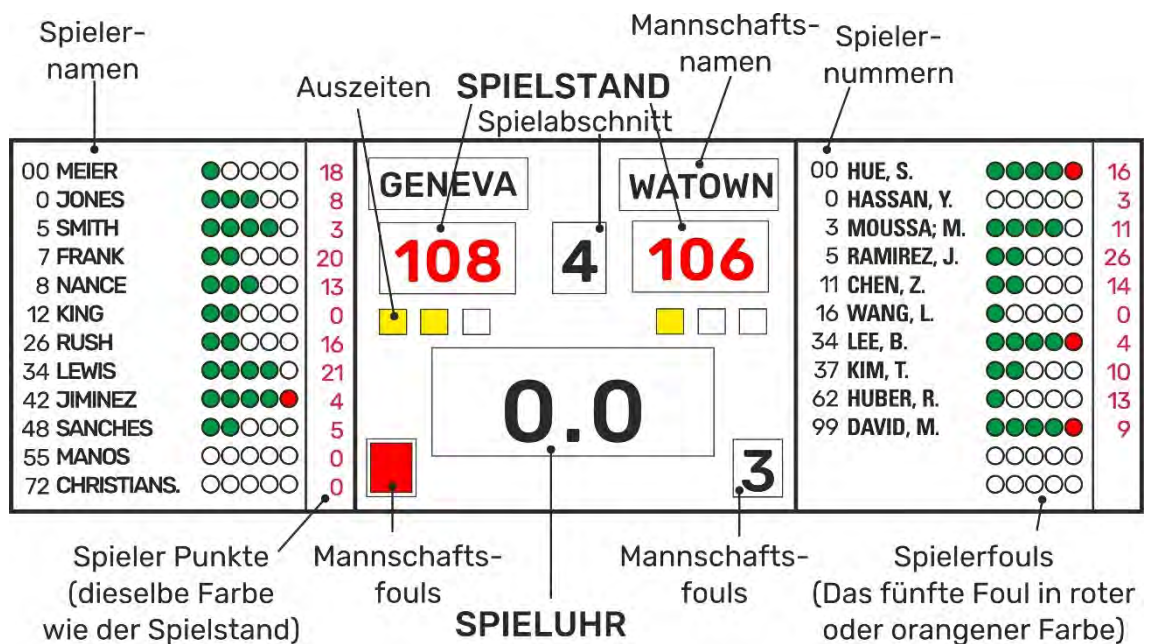 Spieler-
namen
Auszeiten
SPIELSTAND
Spielabschnitt
Mannschafts-
namen
Spieler-
nummern
00 MEIER 18
0 JONES 8
5 SMITH 3
7 FRANK 20
8 NANCE 13
12 KING 0
26 RUSH 16
34 LEWIS 21
42 JIMINEZ 4
48 SANCHES 5
55 MANOS 0
72 CHRISTIANS. 0
GENEVA WATOWN
108 4 106
0.0
3
00 HUE, S. 16
0 HASSAN, Y. 3
3 MOUSSA; M. 11
5 RAMIREZ, J. 26
11 CHEN, Z. 14
16 WANG, L. 0
34 LEE, B. 4
37 KIM, T. 10
62 HUBER, R. 13
99 DAVID, M. 9
Spieler Punkte
(dieselbe Farbe
wie der Spielstand)
Mannschafts-
fouls
SPIELUHR
Mannschafts-
fouls
Spielerfouls
(Das fünfte Foul in roter
oder orangener Farbe)